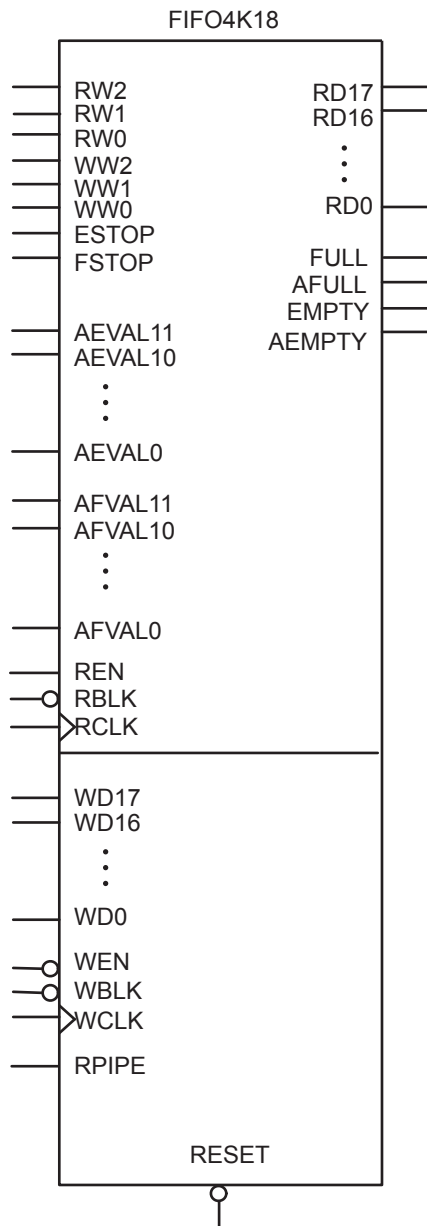 FIFO4K18
RW2
RW1
RW0
WW2
WW1
WW0
ESTOP
FSTOP
RD17
RD16
RD0
FULL
AFULL
EMPTY
AEMPTY
AEVAL11
AEVAL10
AEVAL0
AFVAL11
AFVAL10
AFVAL0
REN
RBLK
RCLK
WD17
WD16
WD0
WEN
WBLK
WCLK
RPIPE
RESET